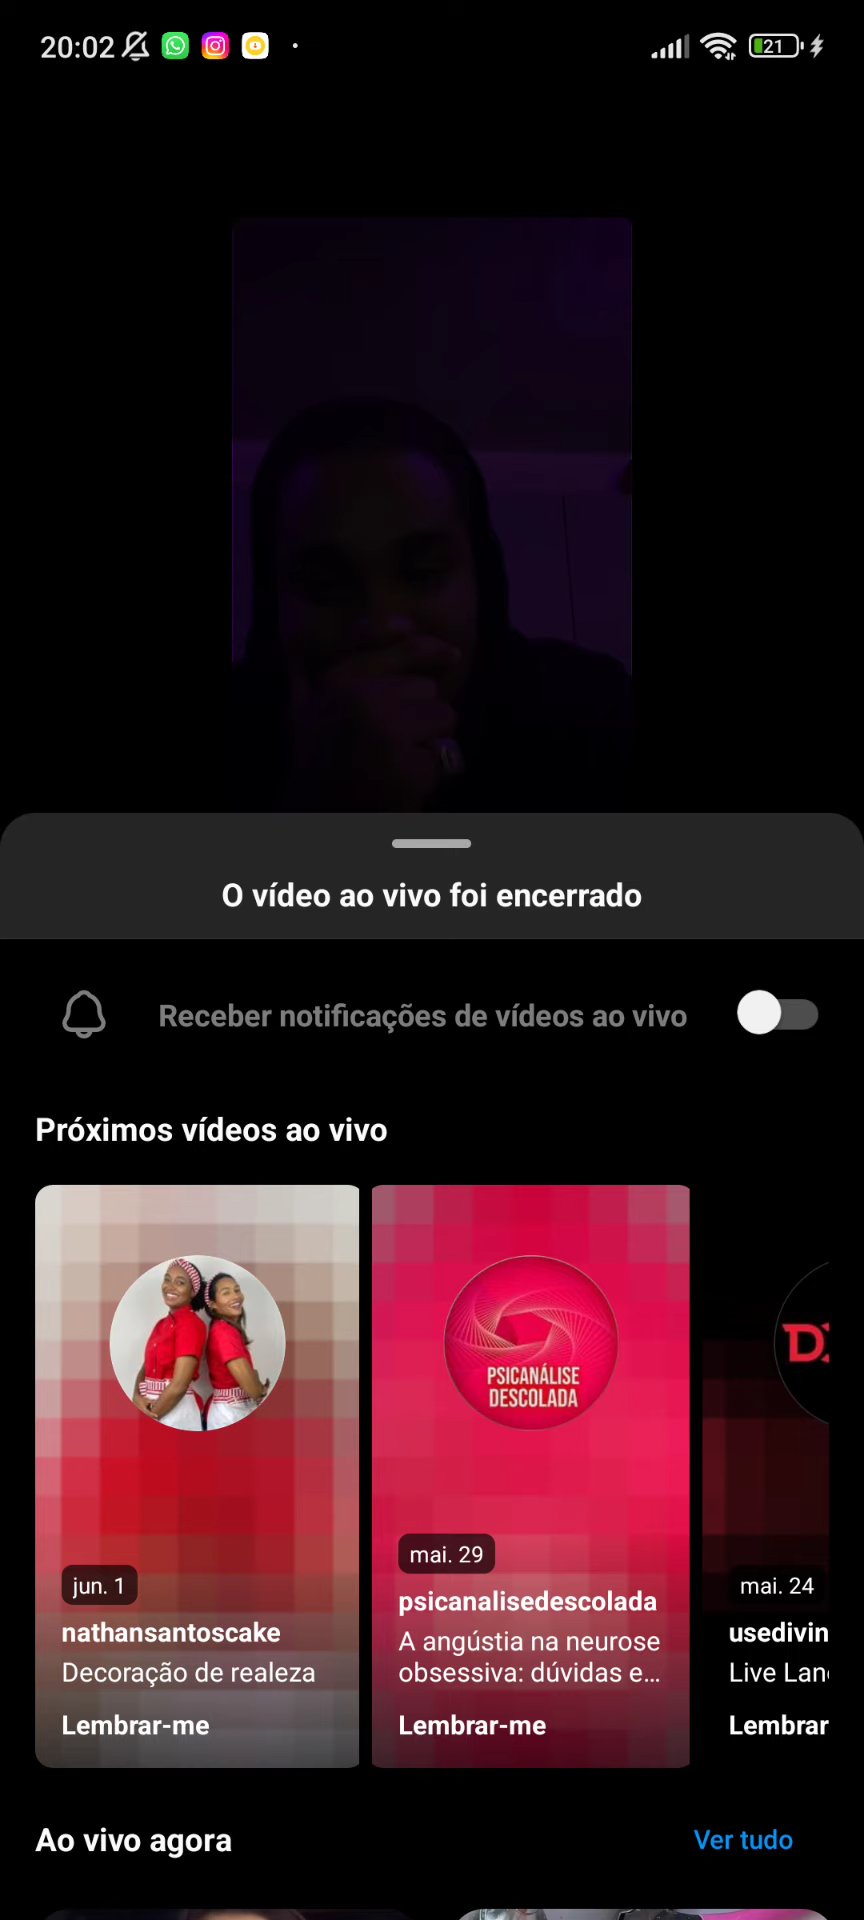 20:02
21
O vídeo ao vivo foi encerrado
Receber notificações de vídeos ao vivo
Próximos vídeos ao vivo
jun. 1
nathansantoscake
Decoração de realeza
Lembrar-me
PSICANÁLISE
DESCOLADA
mai. 29
psicanalisedescolada
A angústia na neurose
obsessiva: dúvidas e...
Lembrar-me
mai. 24
usedivin
Live Lan
Lembrar
Ao vivo agora
Ver tudo